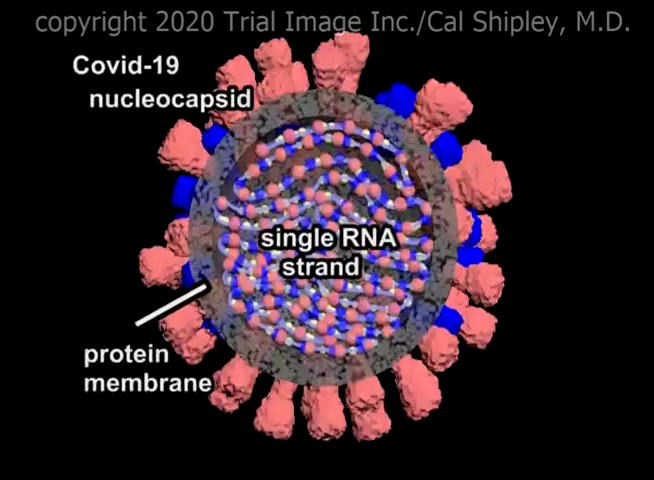 copyright 2020 Trial Image Inc./Cal Shipley, M.D.
Covid-19
nucleocapsid
single RNA
strand
protein
membrane